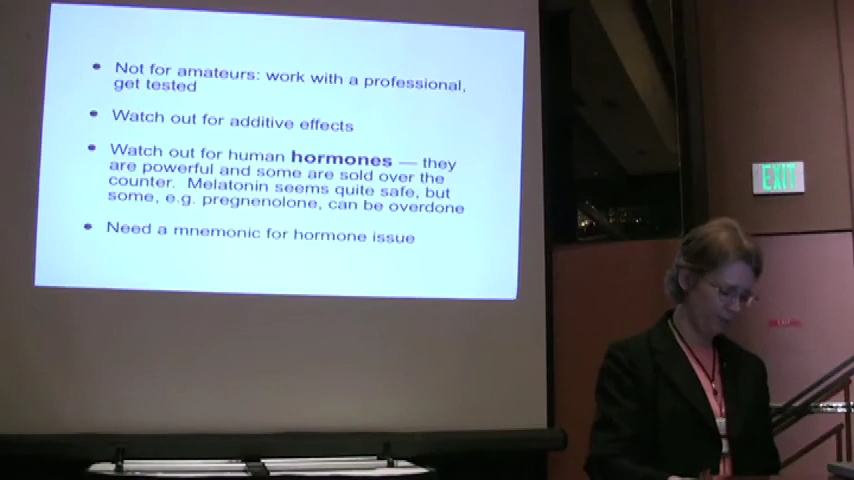 • Not for amateurs: work with a professional,
get tested
• Watch out for additive effects
• Watch out for human hormones — they
are powerful and some are sold over the
counter. Melatonin seems quite safe, but
some, e.g. pregnenolone, can be overdone
• Need a mnemonic for hormone issue
EXIT